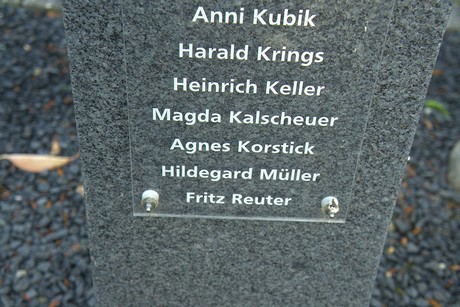 Anni Kubik
Harald Krings
Heinrich Keller
Magda Kalscheuer
Agnes Korstick
Hildegard Müller
Fritz Reuter